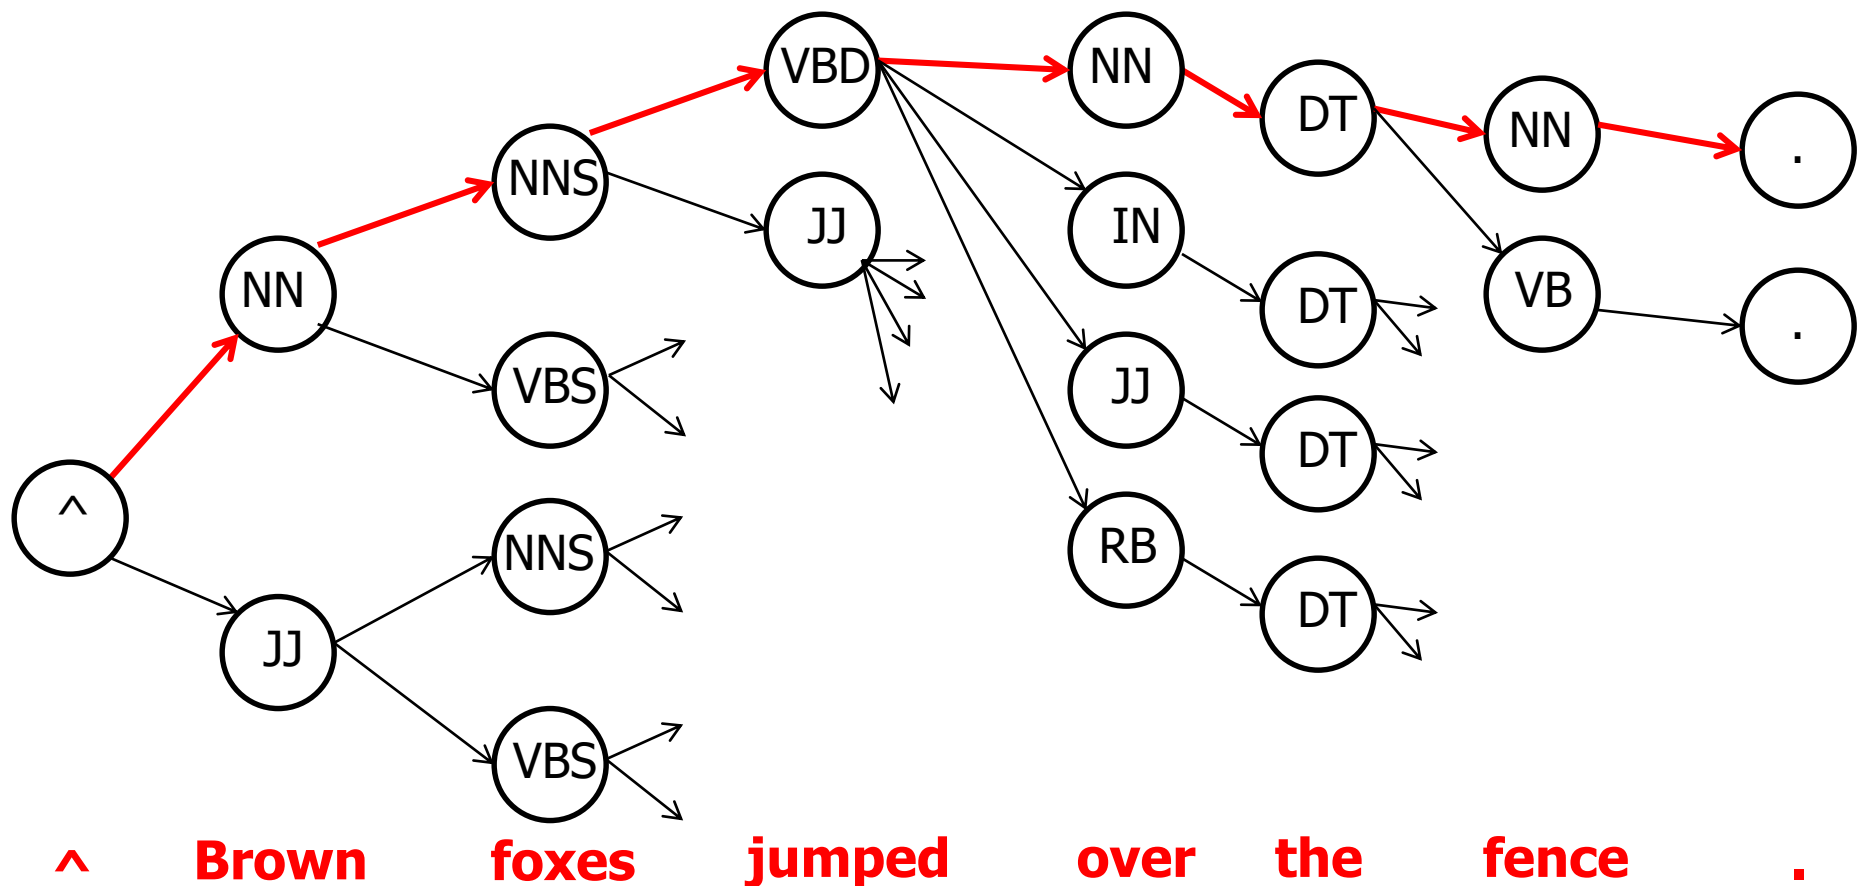 VBD NN
DT NN .
NNS
JJ IN
NN VB .
DT
VBS JJ
DT
^ NNS RB
DT
JJ
VBS
^ Brown foxes jumped over the fence .